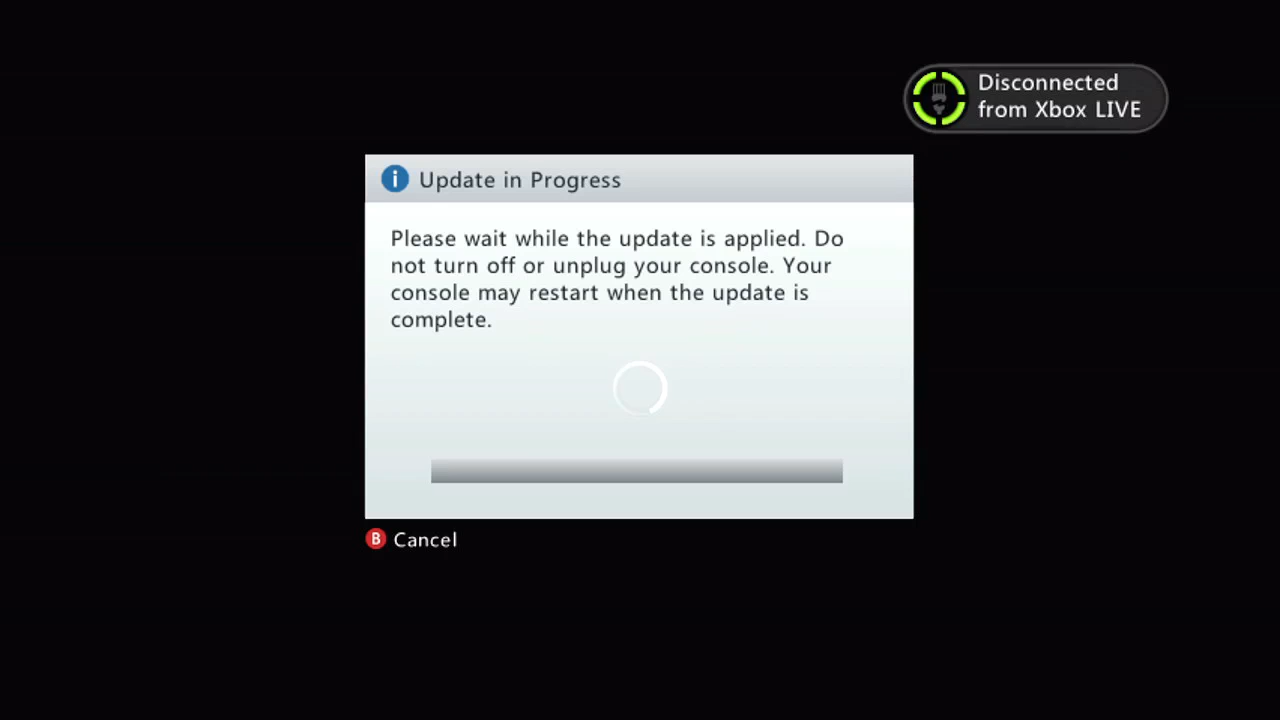 Disconnected
from Xbox LIVE
i Update in Progress
Please wait while the update is applied. Do
not turn off or unplug your console. Your
console may restart when the update is
complete.
B Cancel